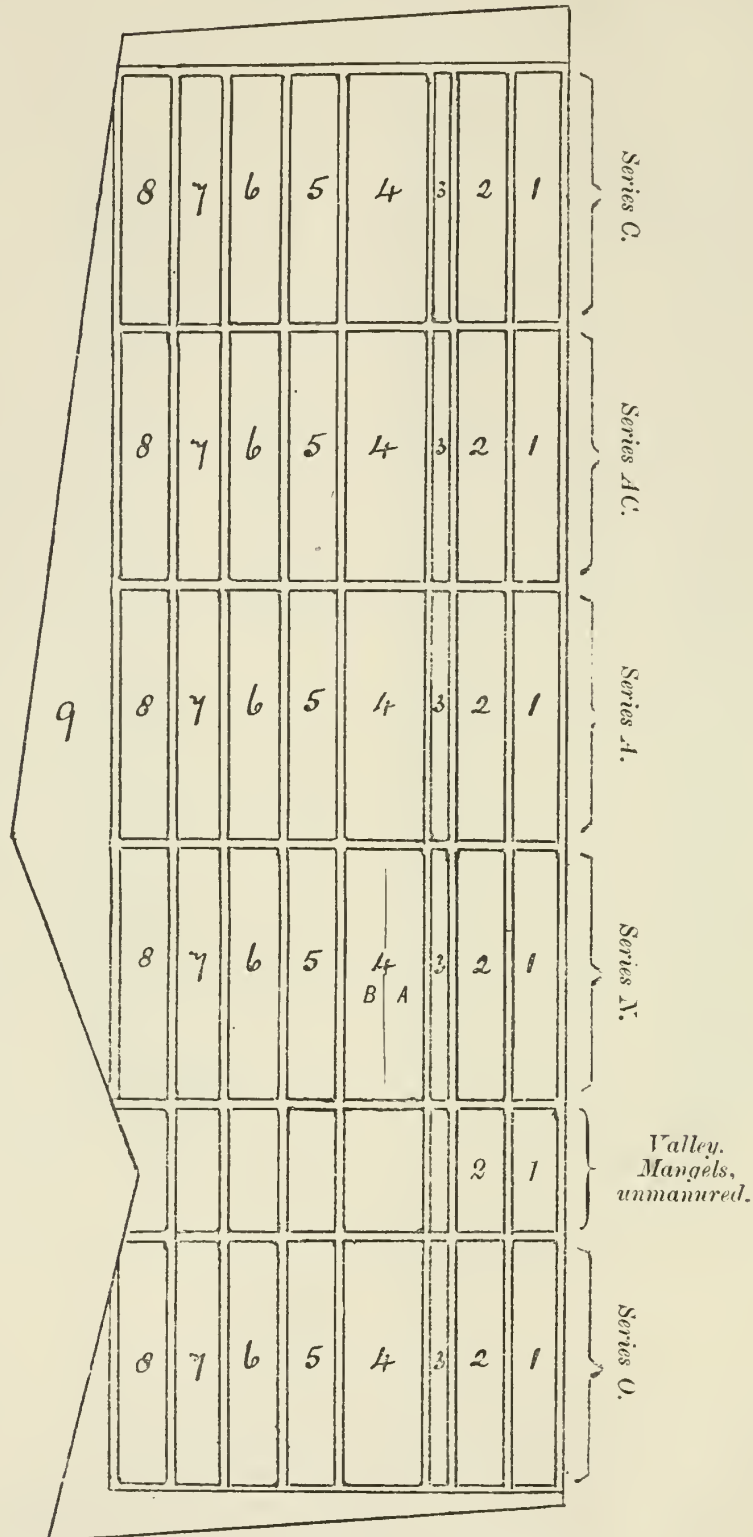 8 7 6 5 4 3 2 1 Series C.
8 7 6 5 4 3 2 1 Series AC.
9
8 7 6 5 4 3 2 1 Series A.
8 7 6 5 4 3 2 1 Series N.
B A
2 1 Valley.
Mangels,
unmanured.
8 7 6 5 4 3 2 1 Series O.